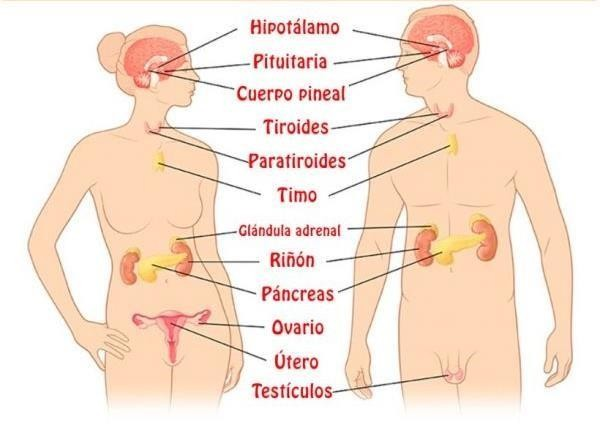 Hipotálamo
Pituitaria
Cuerpo pineal
Tiroides
Paratiroides
Timo
Glándula adrenal
Riñón
Páncreas
Ovario
Útero
Testículos